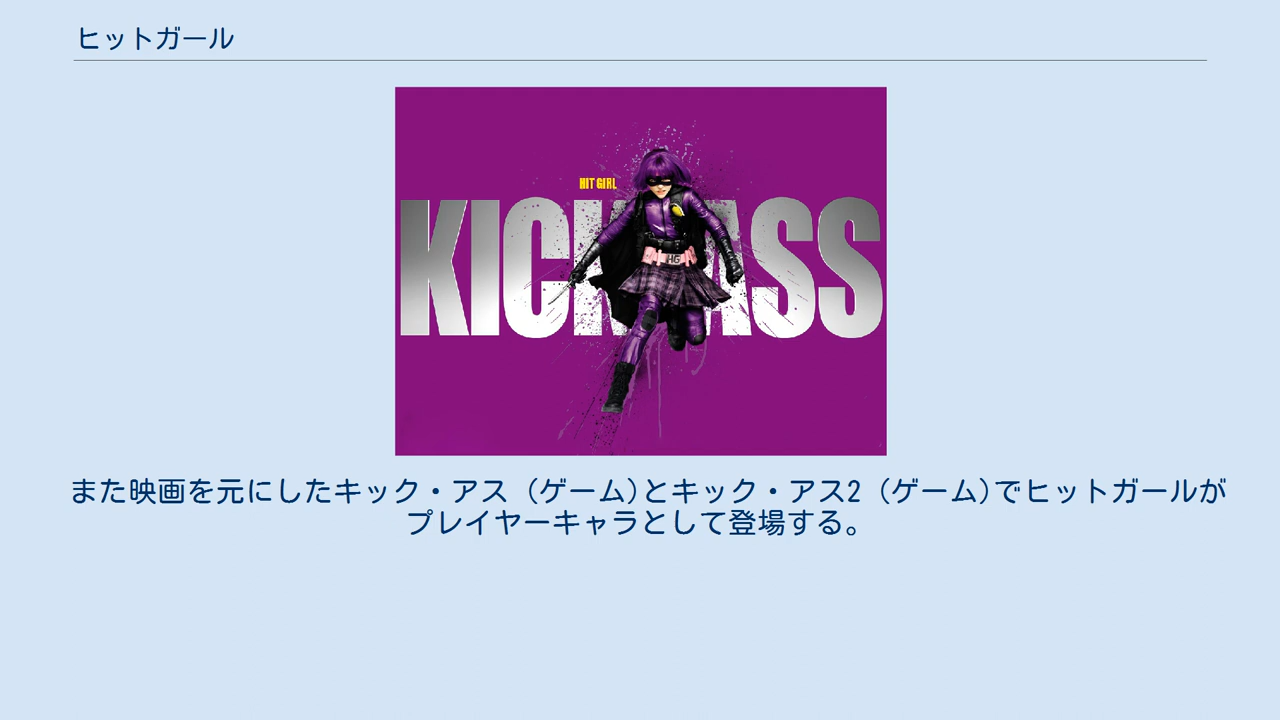 ヒットガール
HIT GIRL
KICK ASS
HG
また映画を元にしたキック・アス (ゲーム)とキック・アス2 (ゲーム)でヒットガールが
プレイヤーキャラとして登場する。